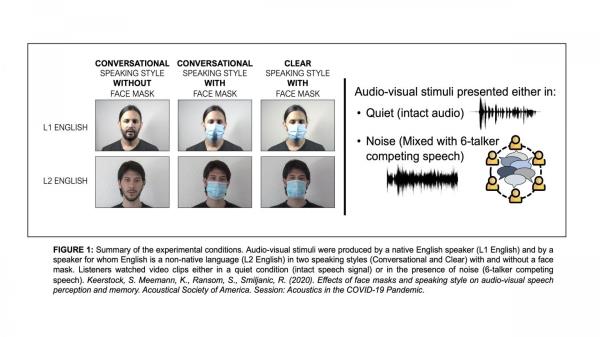 CONVERSATIONAL
SPEAKING STYLE
WITHOUT
FACE MASK
CONVERSATIONAL
SPEAKING STYLE
WITH
FACE MASK
CLEAR
SPEAKING STYLE
WITH
FACE MASK
L1 ENGLISH
L2 ENGLISH
Audio-visual stimuli presented either in:
• Quiet (intact audio)
• Noise (Mixed with 6-talker
competing speech)
FIGURE 1: Summary of the experimental conditions. Audio-visual stimuli were produced by a native English speaker (L1 English) and by a
speaker for whom English is a non-native language (L2 English) in two speaking styles (Conversational and Clear) with and without a face
mask. Listeners watched video clips either in a quiet condition (intact speech signal) or in the presence of noise (6-talker competing
speech). Keerstock, S. Meemann, K., Ransom, S., Smiljanic, R. (2020). Effects of face masks and speaking style on audio-visual speech
perception and memory. Acoustical Society of America. Session: Acoustics in the COVID-19 Pandemic.